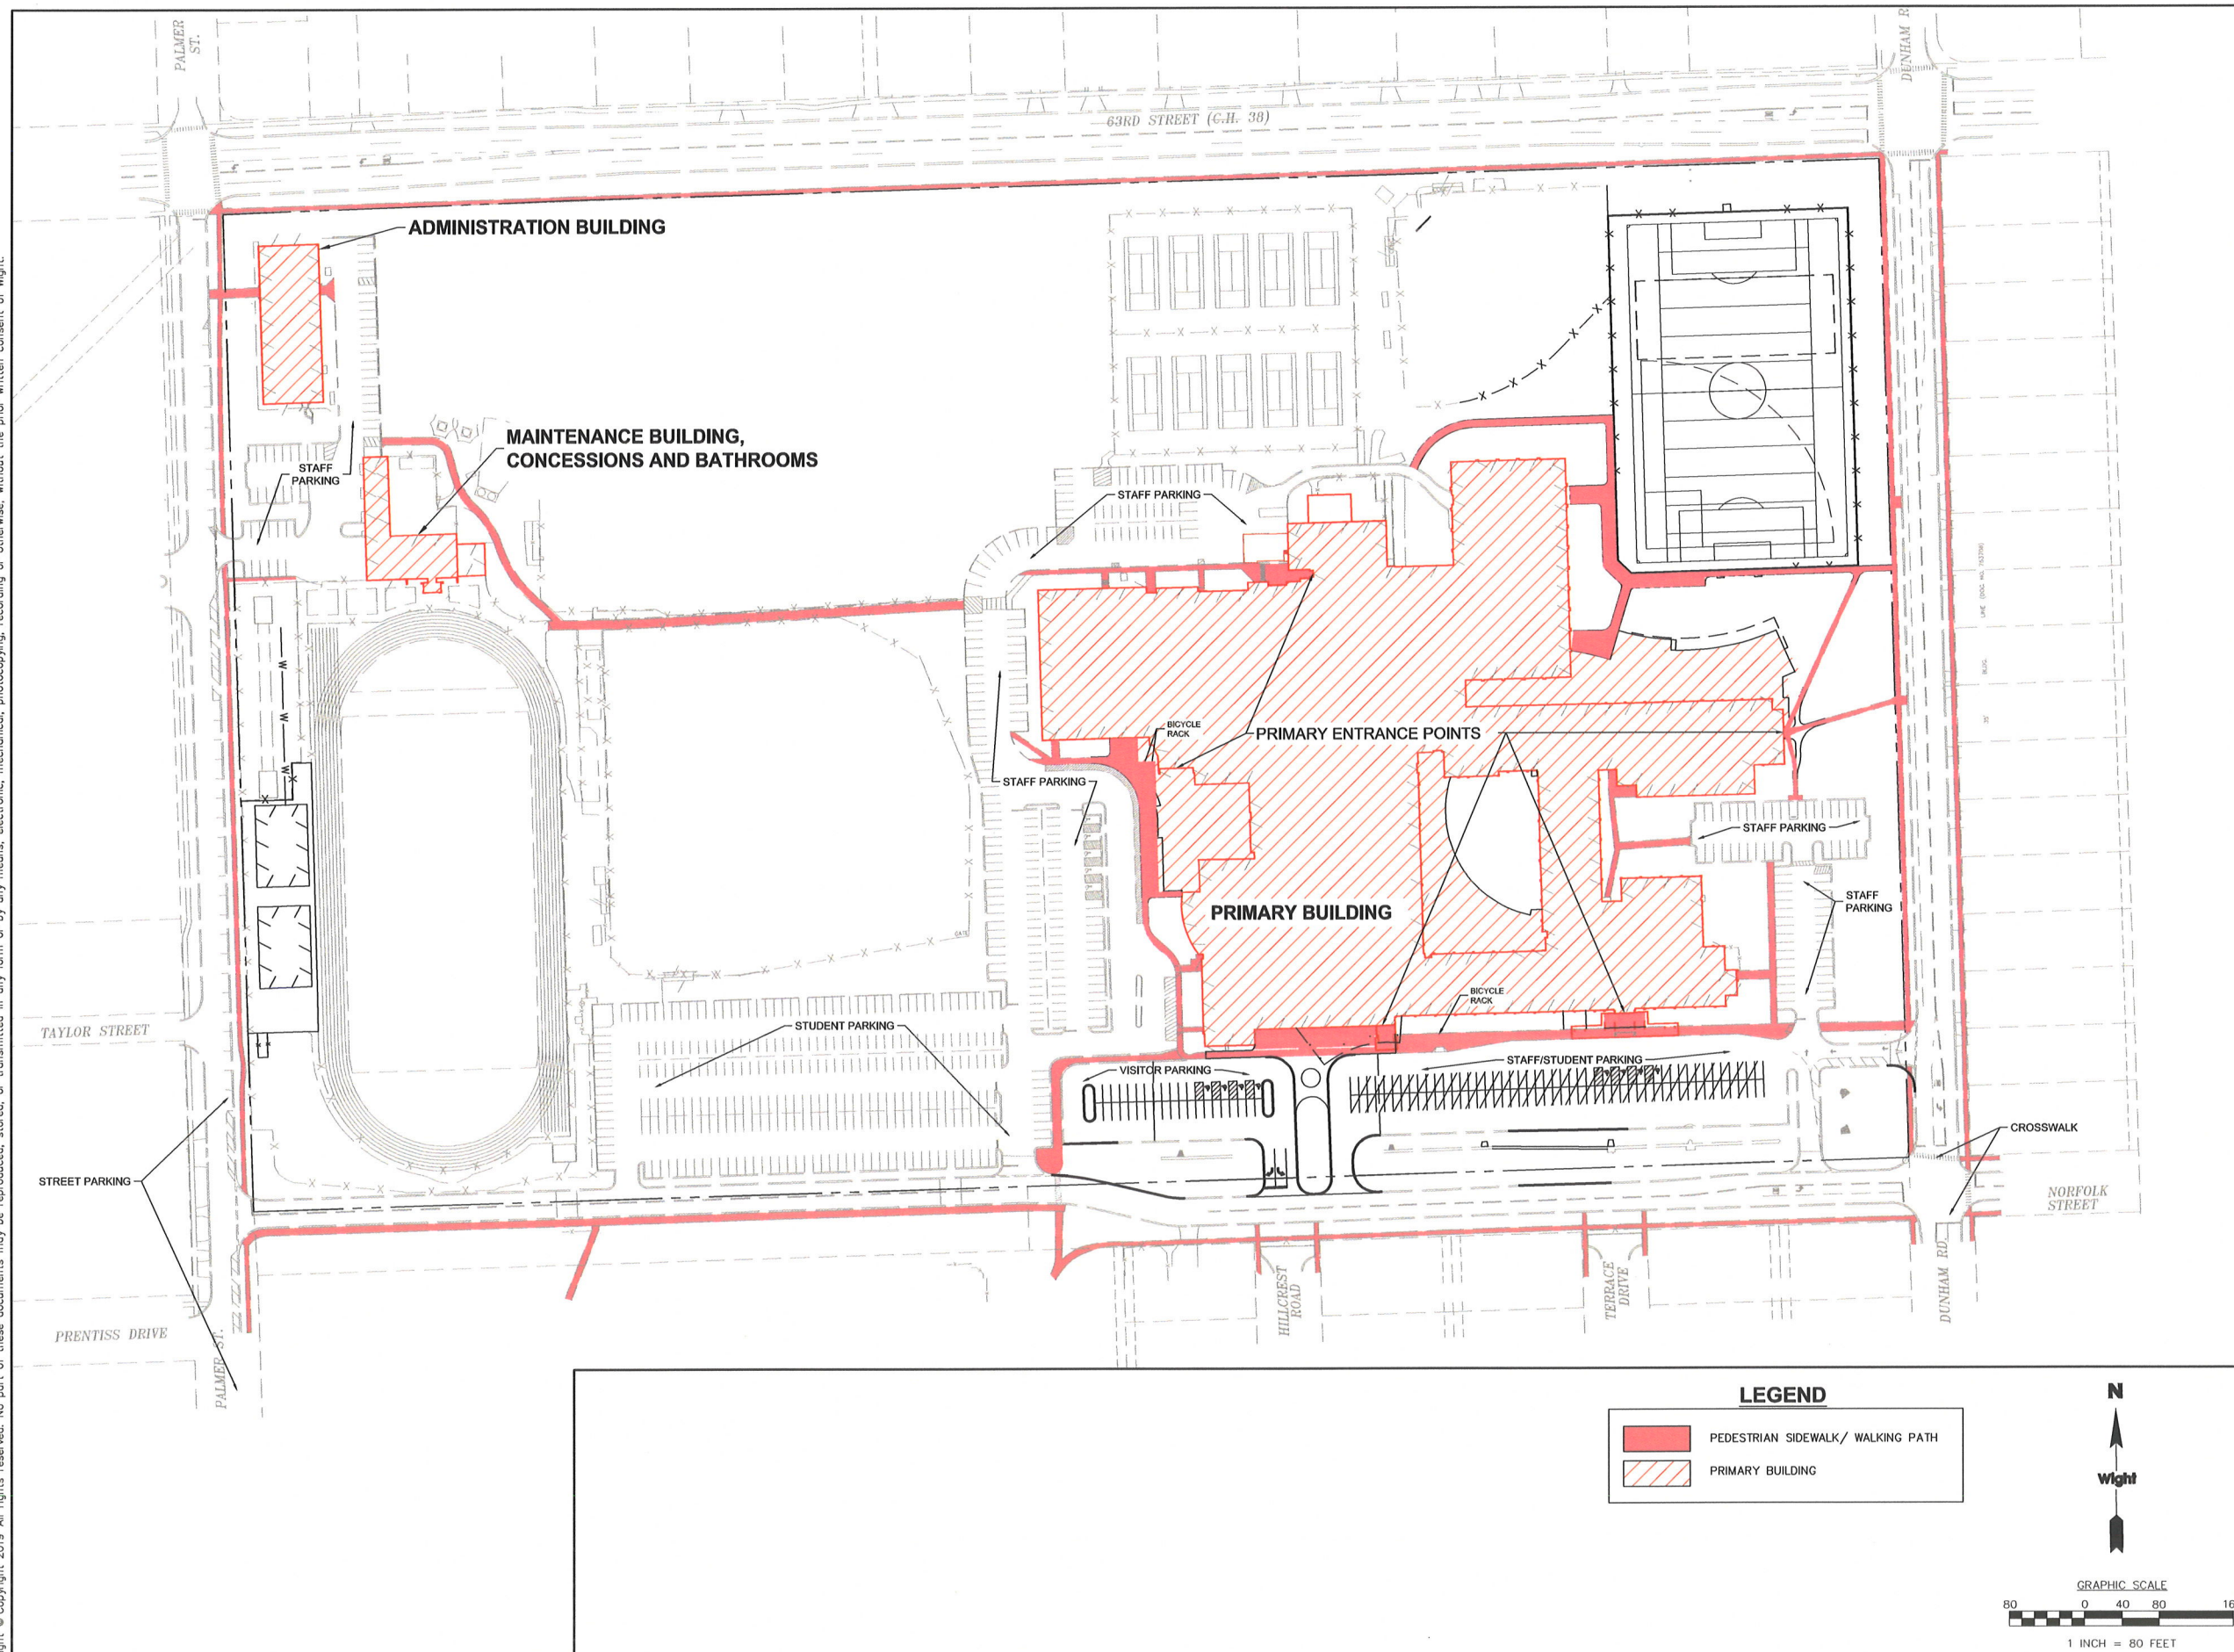 PALMER
ST.
DUNHAM R
63RD STREET (C.H. 38)
ADMINISTRATION BUILDING
MAINTENANCE BUILDING,
CONCESSIONS AND BATHROOMS
STAFF
PARKING
STAFF PARKING
BICYCLE
RACK
PRIMARY ENTRANCE POINTS
STAFF PARKING
STAFF PARKING
STAFF
PARKING
PRIMARY BUILDING
GATE
BICYCLE
RACK
TAYLOR STREET
STUDENT PARKING
STAFF/STUDENT PARKING
VISITOR PARKING
CROSSWALK
STREET PARKING
NORFOLK
STREET
HILLCREST
ROAD
TERRACE
DRIVE
DUNHAM RD.
PRENTISS DRIVE
PALMER ST.
W
W
W
LEGEND
PEDESTRIAN SIDEWALK/ WALKING PATH
PRIMARY BUILDING
N
Wight
GRAPHIC SCALE
80 0 40 80 16
1 INCH = 80 FEET